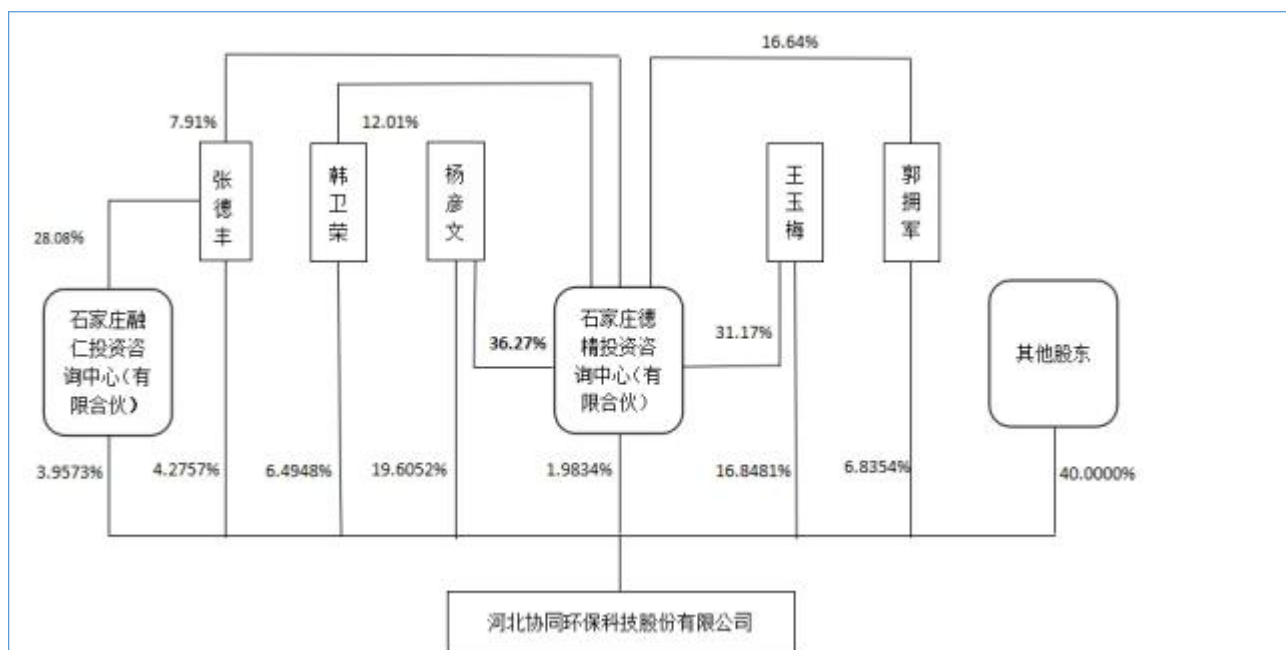 16.64%
7.91%
12.01%
张
德
丰
韩
卫
荣
杨
彦
文
王
玉
梅
郭
拥
军
28.08%
石家庄融
仁投资咨
询中心(有
限合伙)
36.27%
石家庄德
精投资咨
询中心(有
限合伙)
31.17%
其他股东
3.9573%
4.2757%
6.4948%
19.6052%
1.9834%
16.8481%
6.8354%
40.0000%
河北协同环保科技股份有限公司